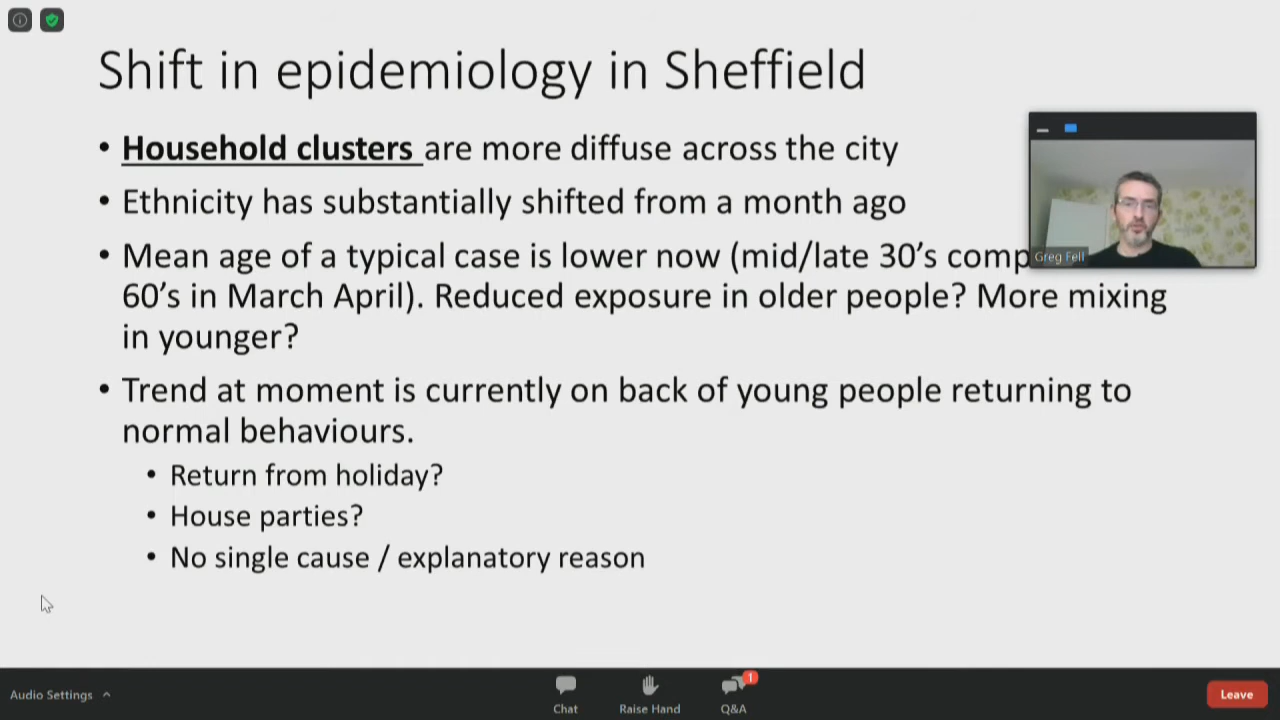 Shift in epidemiology in Sheffield
• Household clusters are more diffuse across the city
• Ethnicity has substantially shifted from a month ago
• Mean age of a typical case is lower now (mid/late 30’s comp
60’s in March April). Reduced exposure in older people? More mixing
in younger?
• Trend at moment is currently on back of young people returning to
normal behaviours.
• Return from holiday?
• House parties?
• No single cause / explanatory reason
Greg Fell
Audio Settings
Chat
Raise Hand
1
Q&A
Leave